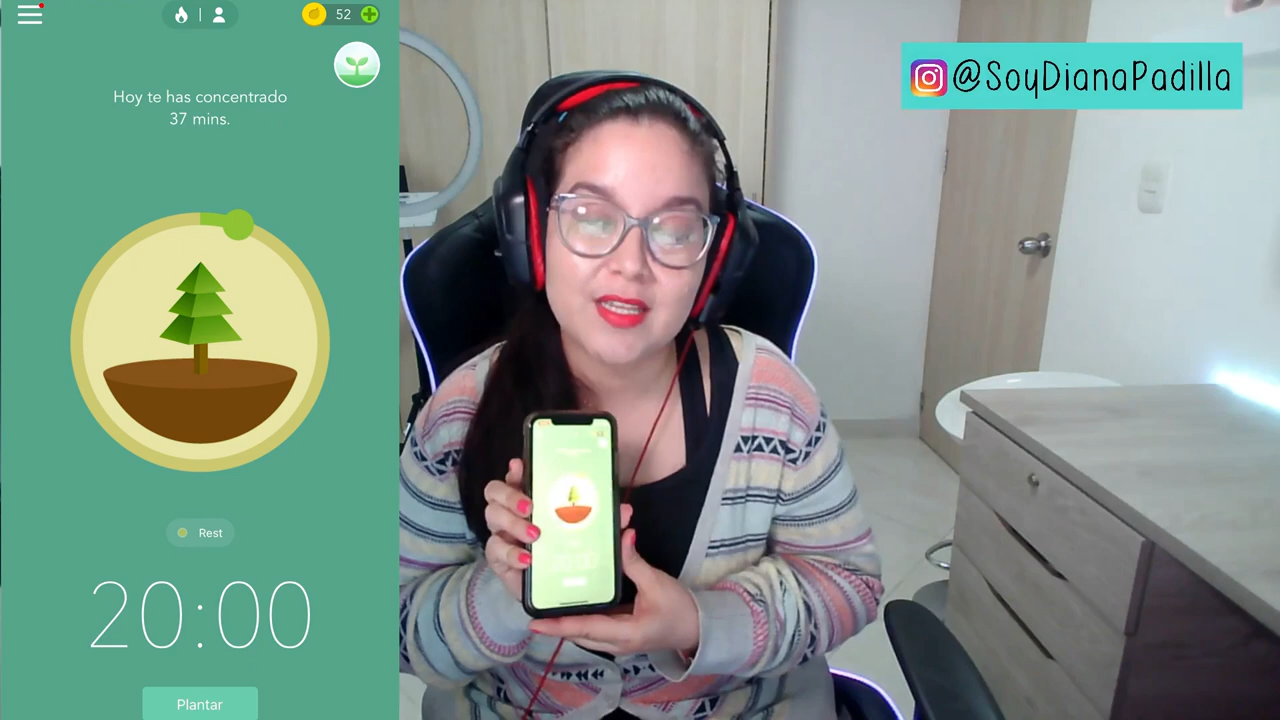 52
Hoy te has concentrado
37 mins.
Rest
20:00
Plantar
@SoyDianaPadilla